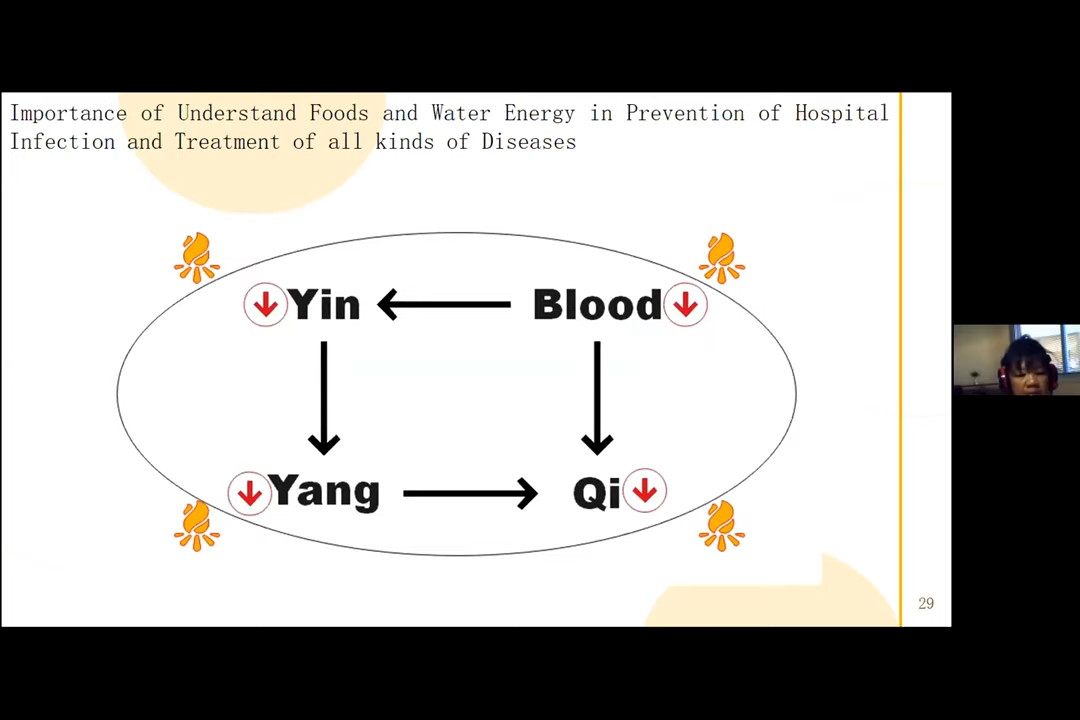 Importance of Understand Foods and Water Energy in Prevention of Hospital
Infection and Treatment of all kinds of Diseases
Yin
Blood
Yang
Qi
29